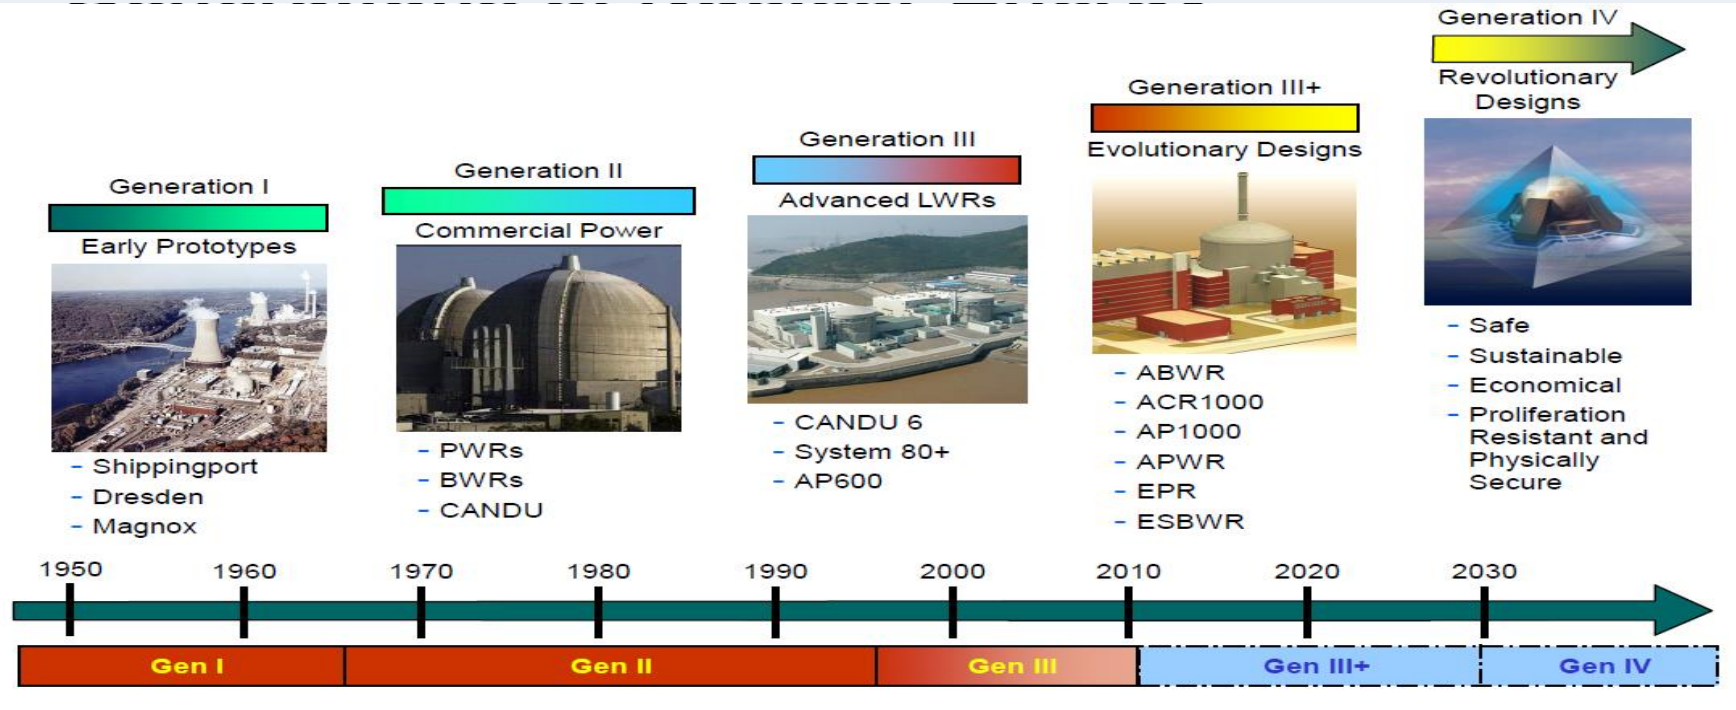 Generation I
Early Prototypes
- Shippingport
- Dresden
- Magnox
Generation II
Commercial Power
- PWRs
- BWRs
- CANDU
Generation III
Advanced LWRs
- CANDU 6
- System 80+
- AP600
Generation III+
Evolutionary Designs
- ABWR
- ACR1000
- AP1000
- APWR
- EPR
- ESBWR
Generation IV
Revolutionary
Designs
- Safe
- Sustainable
- Economical
- Proliferation
Resistant and
Physically
Secure
1950 1960 1970 1980 1990 2000 2010 2020 2030
Gen I Gen II Gen III Gen III+ Gen IV